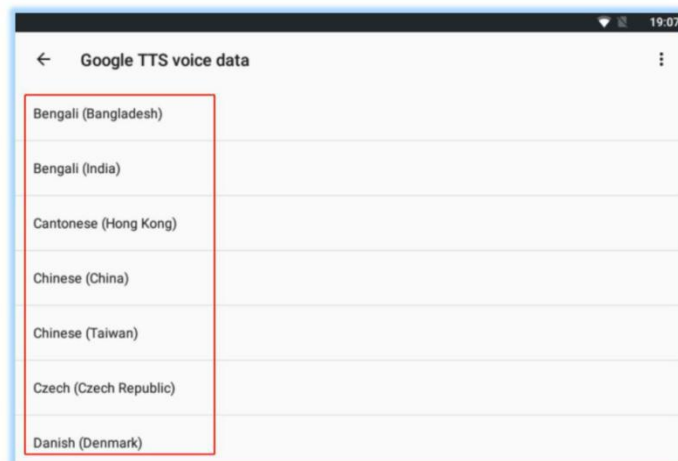 19:07
Google TTS voice data
Bengali (Bangladesh)
Bengali (India)
Cantonese (Hong Kong)
Chinese (China)
Chinese (Taiwan)
Czech (Czech Republic)
Danish (Denmark)